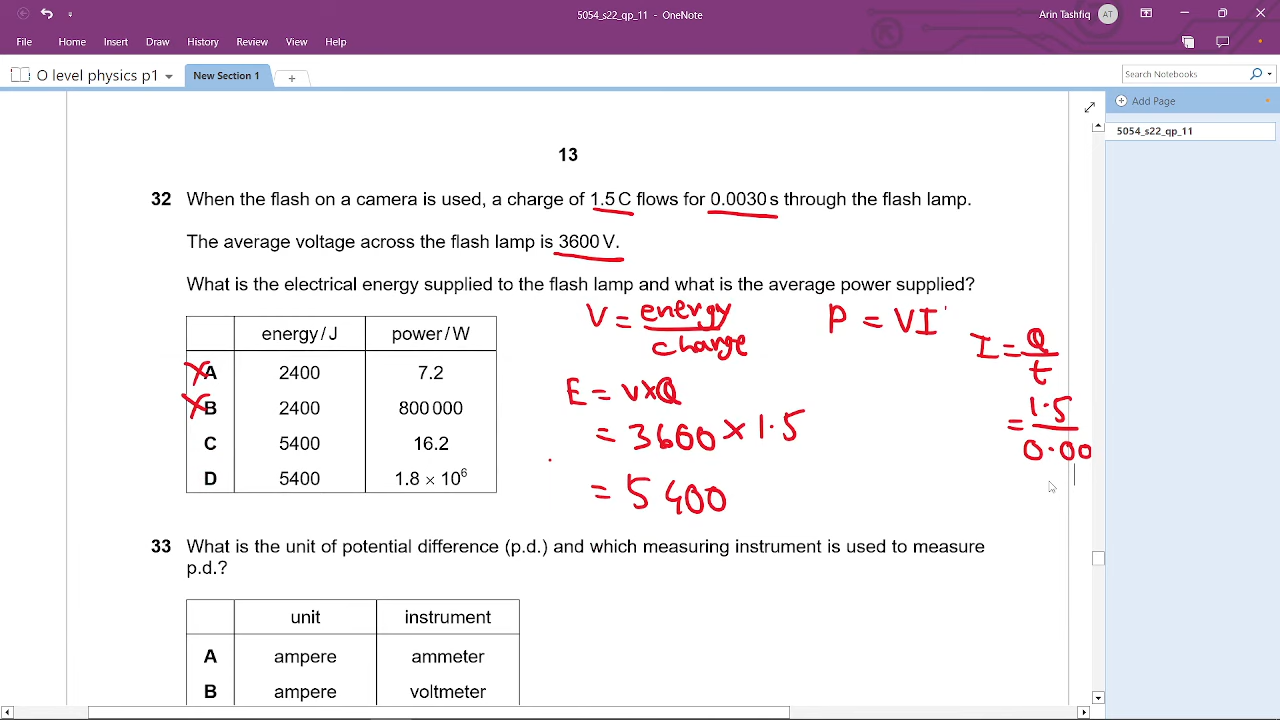 5054_s22_qp_11 - OneNote
Arin Tashfiq
AT
File Home Insert Draw History Review View Help
O level physics p1
New Section 1
+
Search Notebooks
Add Page
5054_s22_qp_11
13
32 When the flash on a camera is used, a charge of 1.5 C flows for 0.0030 s through the flash lamp.
The average voltage across the flash lamp is 3600 V.
What is the electrical energy supplied to the flash lamp and what is the average power supplied?
energy / J power / W
A 2400 7.2
B 2400 800 000
C 5400 16.2
D 5400 1.8 × 10⁶
V = energy
charge
E = V×Q
= 3600 × 1.5
= 5400
P = VI
I = Q
t
= 1.5
0.00
33 What is the unit of potential difference (p.d.) and which measuring instrument is used to measure
p.d.?
unit instrument
A ampere ammeter
B ampere voltmeter